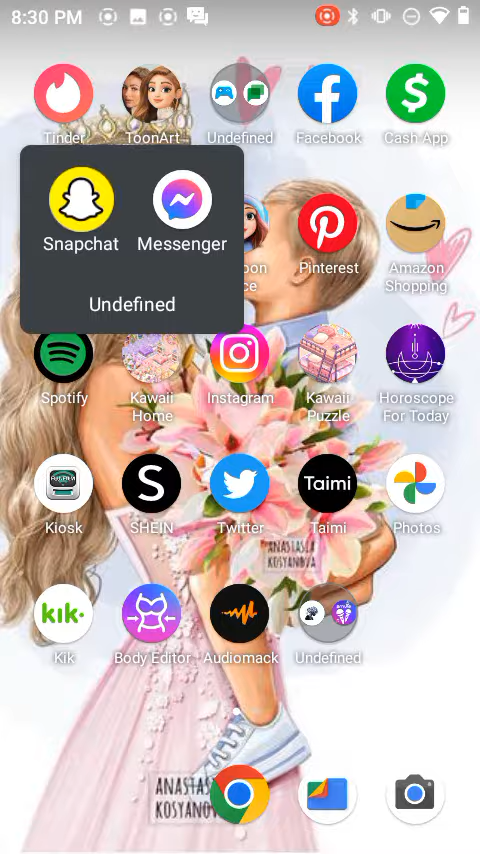 8:30 PM
Tinder
ToonArt
Undefined
Facebook
Cash App
Snapchat
Messenger
Undefined
Pinterest
Amazon
Shopping
Spotify
Kawaii
Home
Instagram
Kawaii
Puzzle
Horoscope
For Today
S
Taimi
Kiosk
SHEIN
Twitter
Taimi
Photos
ANASTASIA
KOSYANOVA
kik.
Kik
Body Editor
Audiomack
Undefined
KOSYANOVA